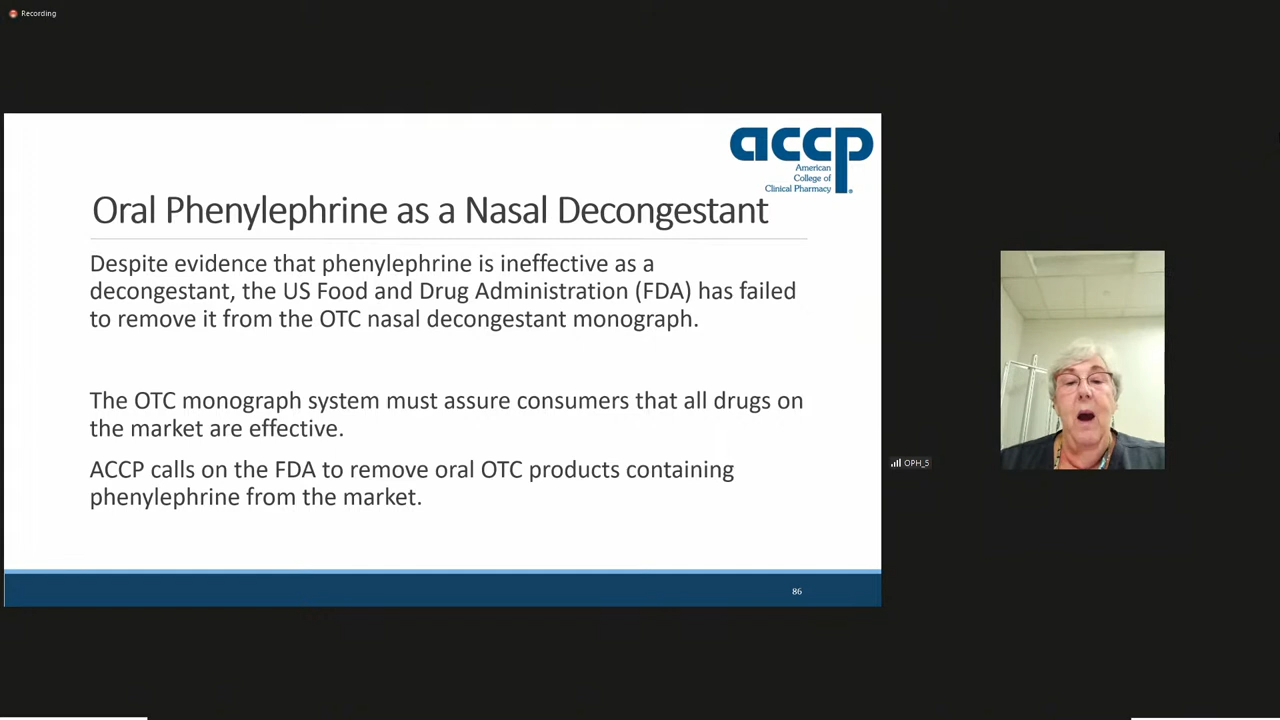 Recording
accp
American
College of
Clinical Pharmacy
Oral Phenylephrine as a Nasal Decongestant
Despite evidence that phenylephrine is ineffective as a
decongestant, the US Food and Drug Administration (FDA) has failed
to remove it from the OTC nasal decongestant monograph.
The OTC monograph system must assure consumers that all drugs on
the market are effective.
ACCP calls on the FDA to remove oral OTC products containing
phenylephrine from the market.
86
OPH_5